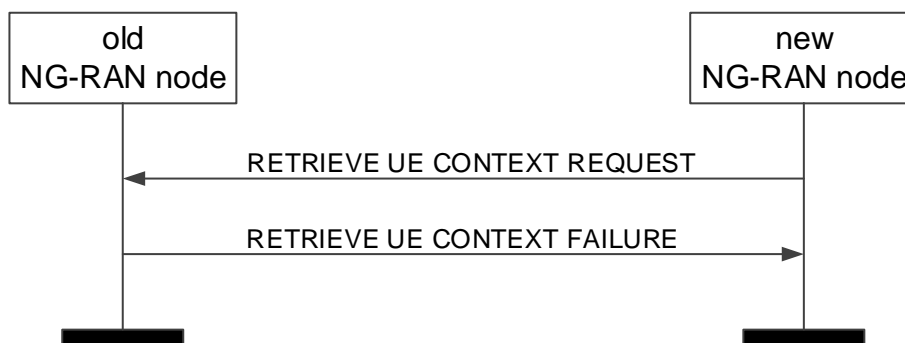 old
NG-RAN node
new
NG-RAN node
RETRIEVE UE CONTEXT REQUEST
RETRIEVE UE CONTEXT FAILURE